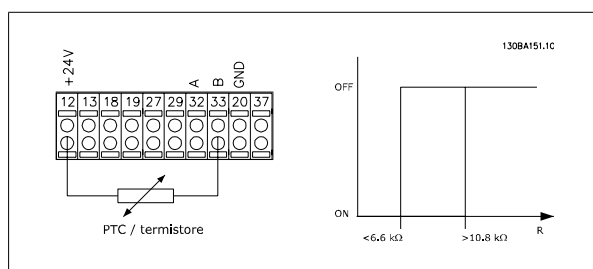 130BA151.10
+24V
A
B
GND
12 13 18 19 27 29 32 33 20 37
PTC / termistore
OFF
ON
<6.6 kΩ
>10.8 kΩ
R